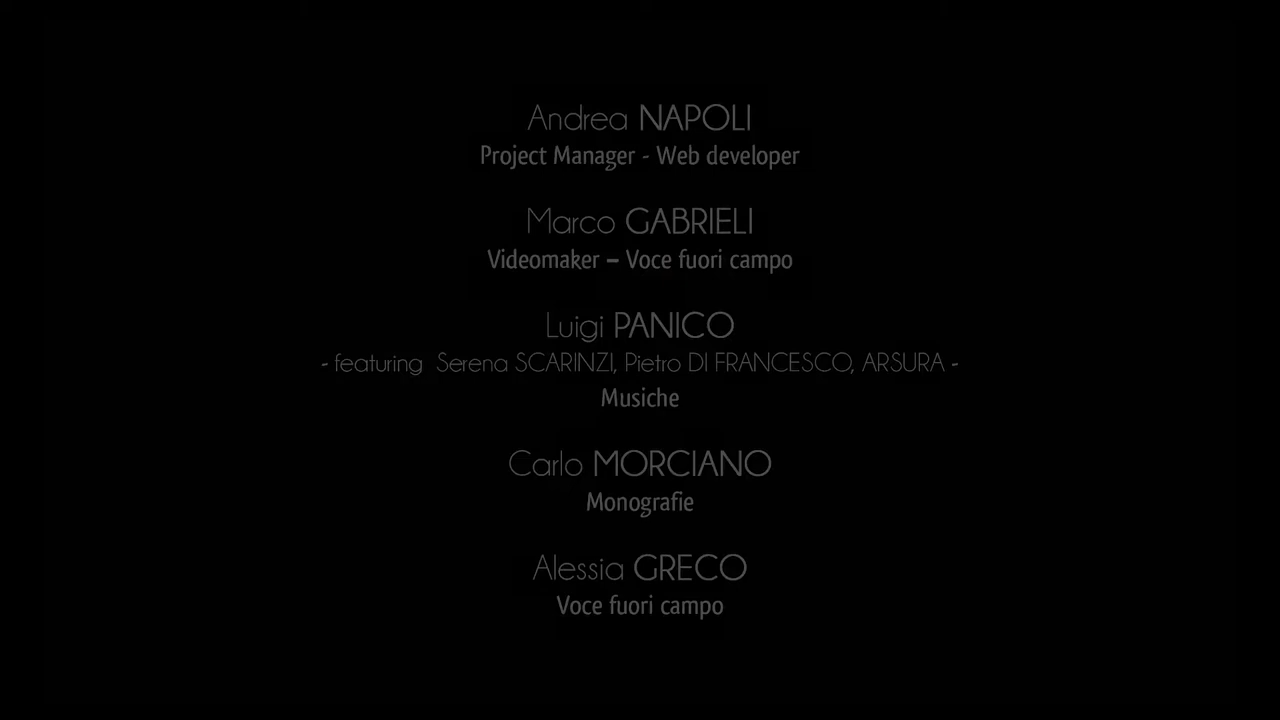 Andrea NAPOLI
Project Manager - Web developer
Marco GABRIELI
Videomaker – Voce fuori campo
Luigi PANICO
- featuring Serena SCARINZI, Pietro DI FRANCESCO, ARSURA -
Musiche
Carlo MORCIANO
Monografie
Alessia GRECO
Voce fuori campo